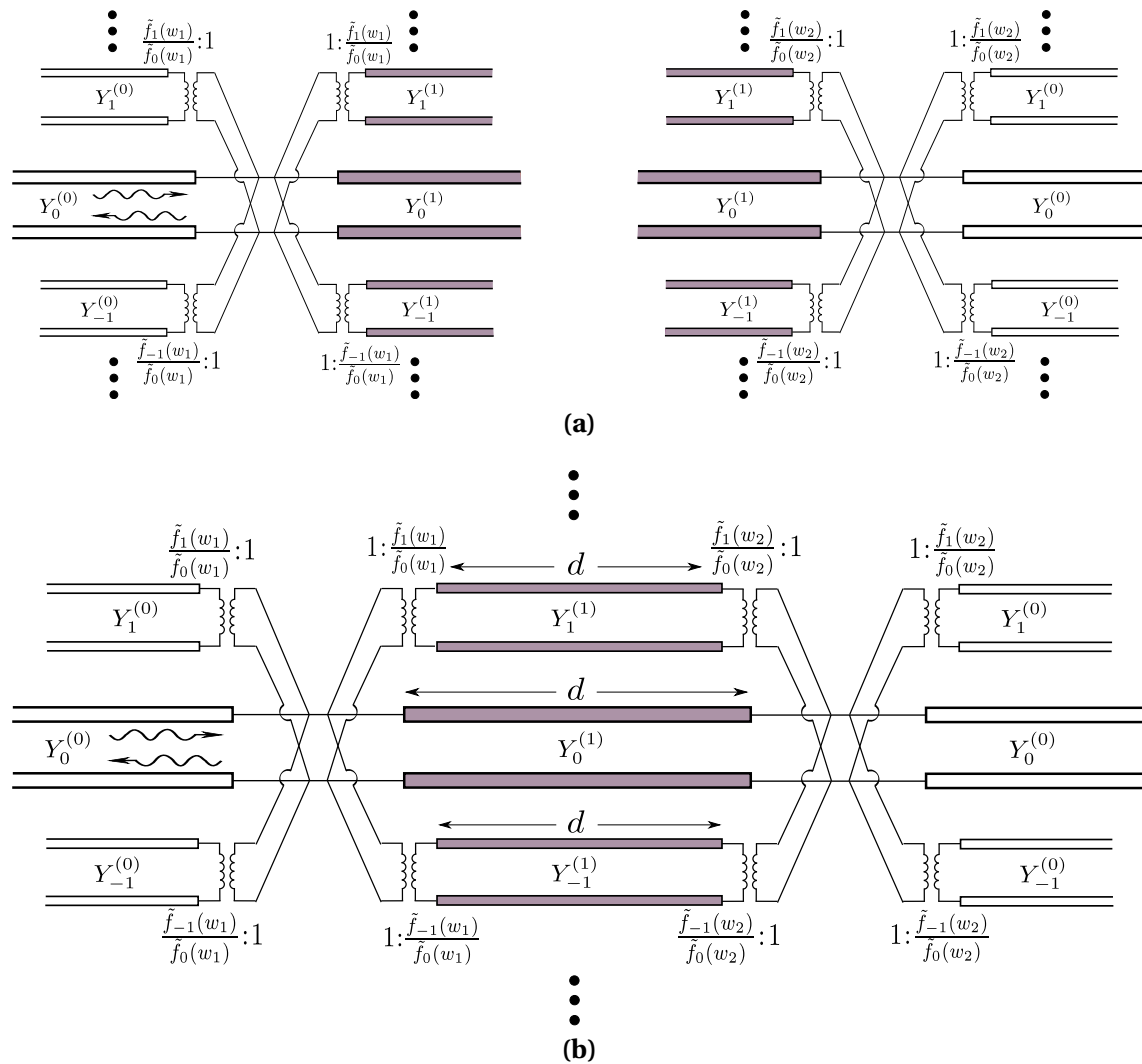 f̃₁(w₁)/f̃₀(w₁):1 1:f̃₁(w₁)/f̃₀(w₁) f̃₁(w₂)/f̃₀(w₂):1 1:f̃₁(w₂)/f̃₀(w₂)
Y₁⁽⁰⁾ Y₁⁽¹⁾ Y₁⁽¹⁾ Y₁⁽⁰⁾
Y₀⁽⁰⁾ Y₀⁽¹⁾ Y₀⁽¹⁾ Y₀⁽⁰⁾
Y₋₁⁽⁰⁾ Y₋₁⁽¹⁾ Y₋₁⁽¹⁾ Y₋₁⁽⁰⁾
f̃₋₁(w₁)/f̃₀(w₁):1 1:f̃₋₁(w₁)/f̃₀(w₁) f̃₋₁(w₂)/f̃₀(w₂):1 1:f̃₋₁(w₂)/f̃₀(w₂)
(a)
f̃₁(w₁)/f̃₀(w₁):1 1:f̃₁(w₁)/f̃₀(w₁) f̃₁(w₂)/f̃₀(w₂):1 1:f̃₁(w₂)/f̃₀(w₂)
d
Y₁⁽⁰⁾ Y₁⁽¹⁾ Y₁⁽⁰⁾
d
Y₀⁽⁰⁾ Y₀⁽¹⁾ Y₀⁽⁰⁾
d
Y₋₁⁽⁰⁾ Y₋₁⁽¹⁾ Y₋₁⁽⁰⁾
f̃₋₁(w₁)/f̃₀(w₁):1 1:f̃₋₁(w₁)/f̃₀(w₁) f̃₋₁(w₂)/f̃₀(w₂):1 1:f̃₋₁(w₂)/f̃₀(w₂)
(b)